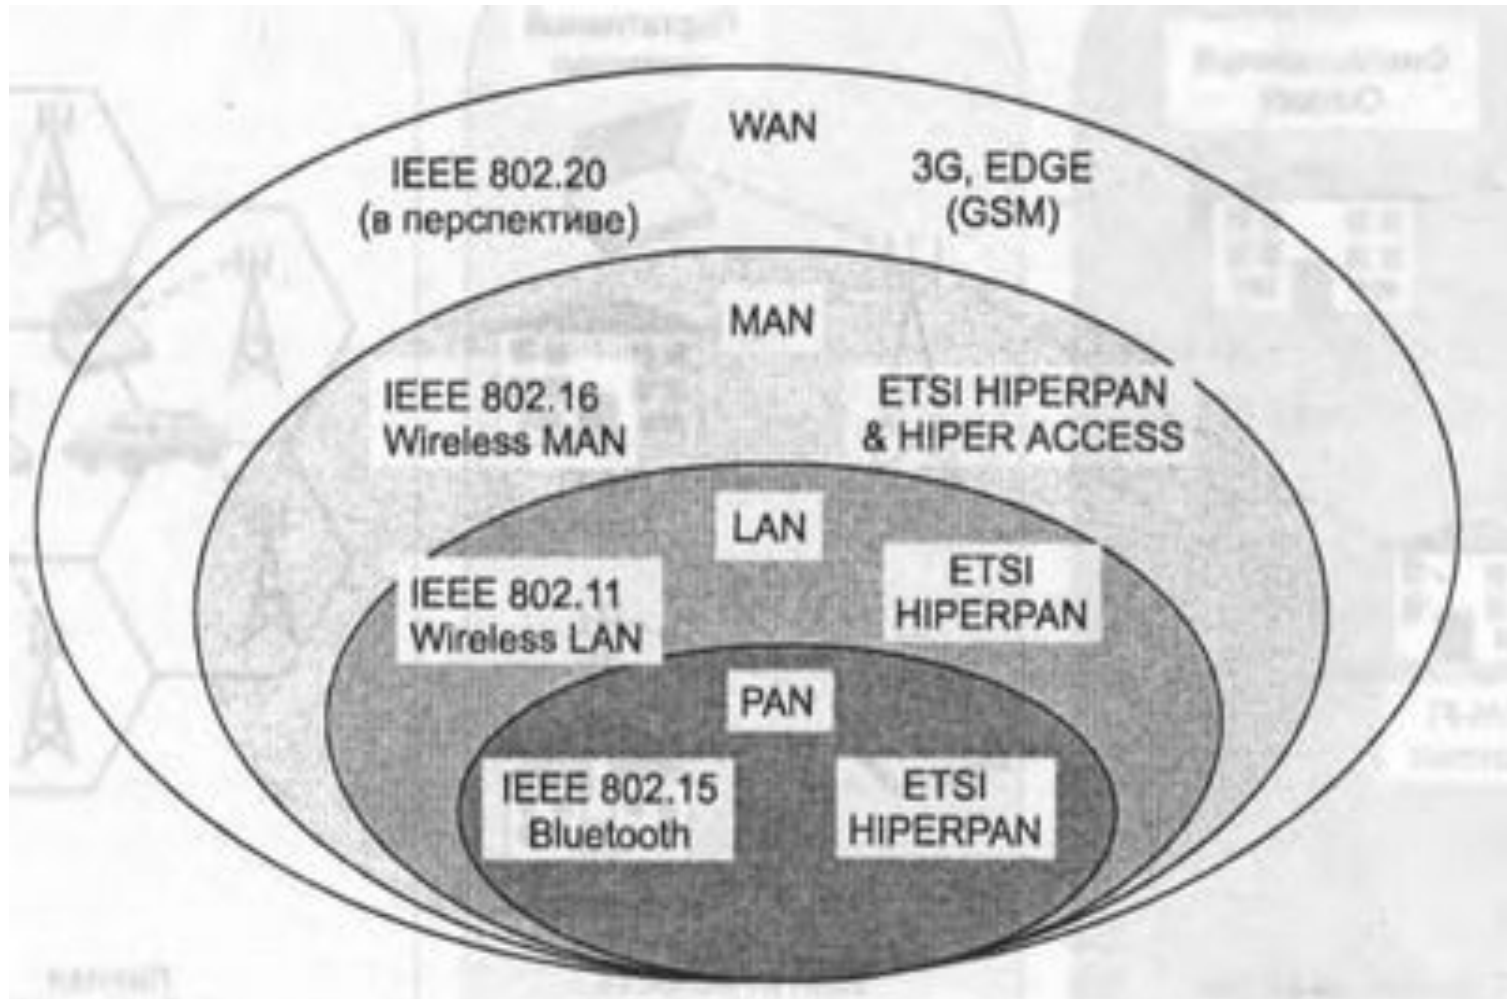 WAN
IEEE 802.20
(в перспективе)
3G, EDGE
(GSM)
MAN
IEEE 802.16
Wireless MAN
ETSI HIPERPAN
& HIPER ACCESS
LAN
IEEE 802.11
Wireless LAN
ETSI
HIPERPAN
PAN
IEEE 802.15
Bluetooth
ETSI
HIPERPAN